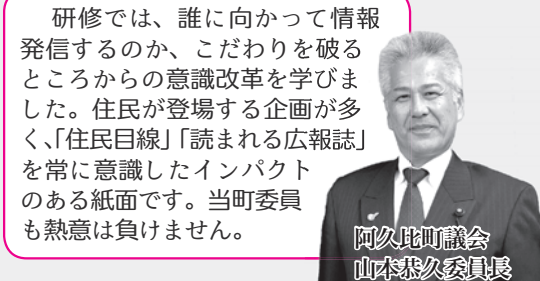 研修では、誰に向かって情報
発信するのか、こだわりを破る
ところからの意識改革を学びま
した。住民が登場する企画が多
く、「住民目線」「読まれる広報誌」
を常に意識したインパクト
のある紙面です。当町委員
も熱意は負けません。
阿久比町議会
山本恭久委員長